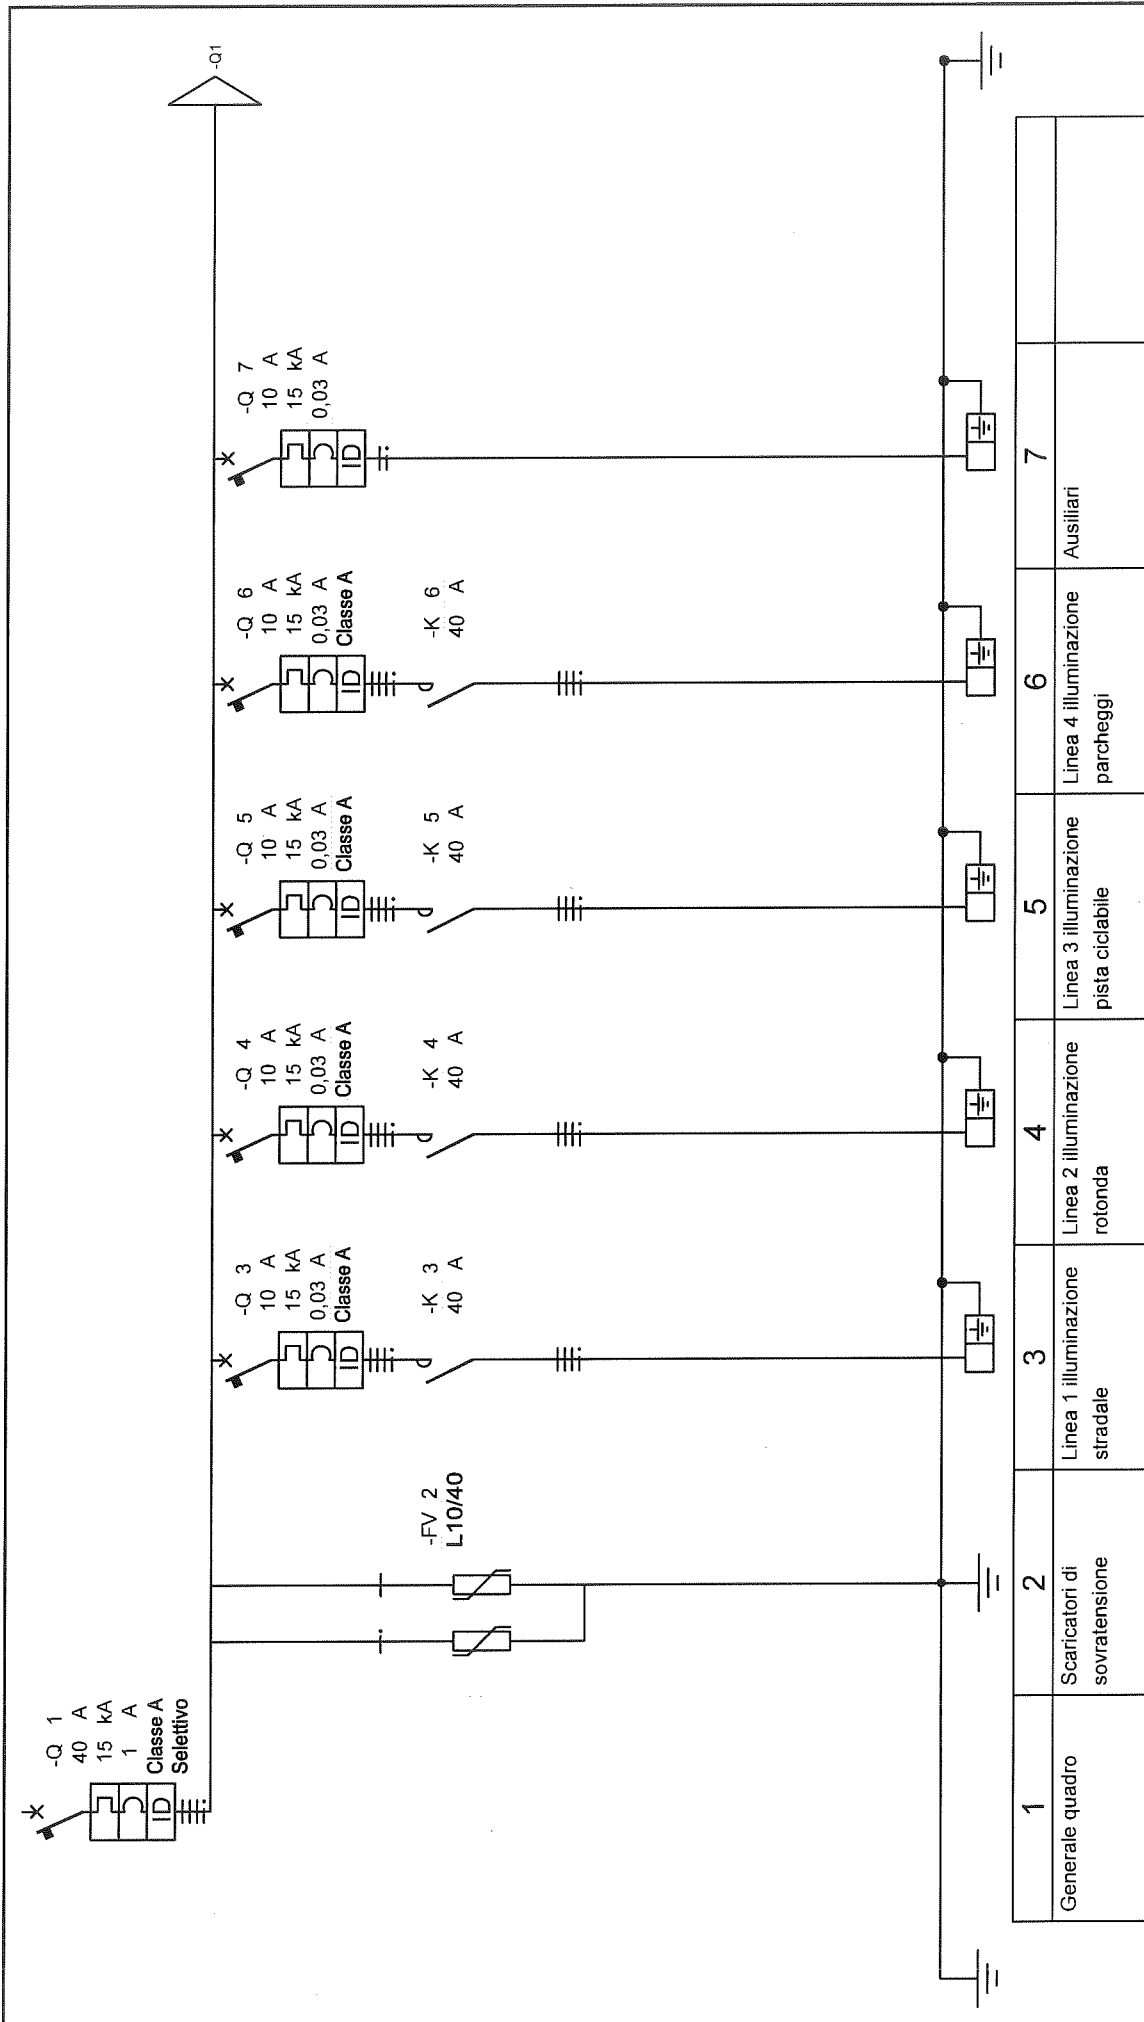 -Q 1
40 A
15 kA
1 A
Classe A
Selettivo
ID
-FV 2
L10/40
-Q 3
10 A
15 kA
0,03 A
Classe A
ID
-K 3
40 A
-Q 4
10 A
15 kA
0,03 A
Classe A
ID
-K 4
40 A
-Q 5
10 A
15 kA
0,03 A
Classe A
ID
-K 5
40 A
-Q 6
10 A
15 kA
0,03 A
Classe A
ID
-K 6
40 A
-Q 7
10 A
15 kA
0,03 A
ID
-Q1
1
Generale quadro
2
Scaricatori di
sovratensione
3
Linea 1 illuminazione
stradale
4
Linea 2 illuminazione
rotonda
5
Linea 3 illuminazione
pista ciclabile
6
Linea 4 illuminazione
parcheggi
7
Ausiliari